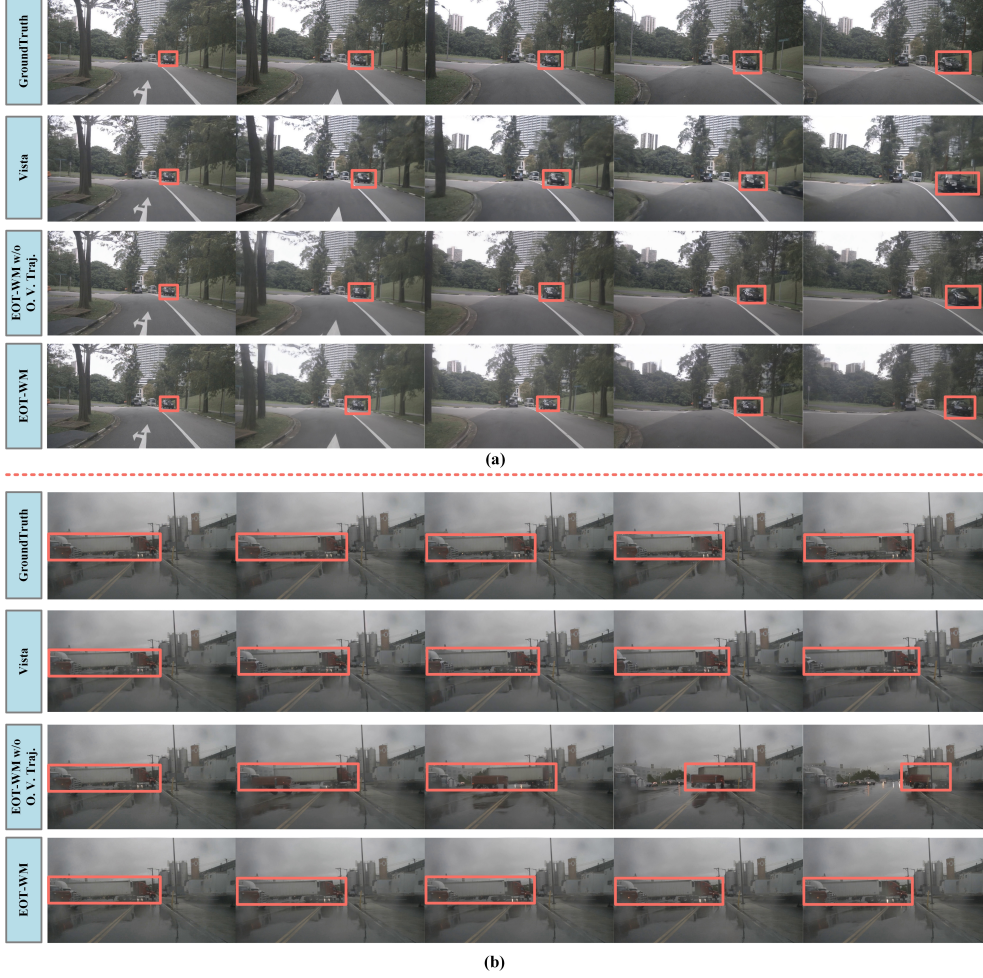 GroundTruth
Vista
EOT-WM w/o
O. V. Traj.
EOT-WM
(a)
GroundTruth
Vista
EOT-WM w/o
O. V. Traj.
EOT-WM
(b)